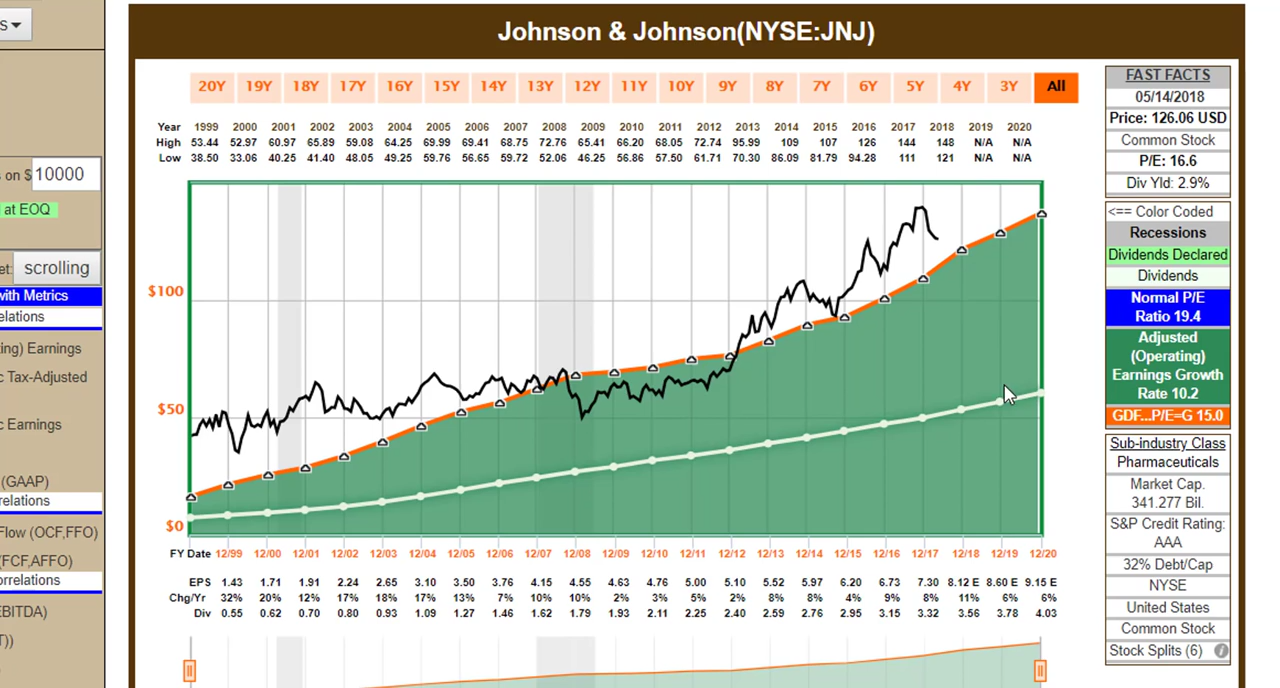 Johnson & Johnson(NYSE:JNJ)
S
20Y 19Y 18Y 17Y 16Y 15Y 14Y 13Y 12Y 11Y 10Y 9Y 8Y 7Y 6Y 5Y 4Y 3Y All
Year 1999 2000 2001 2002 2003 2004 2005 2006 2007 2008 2009 2010 2011 2012 2013 2014 2015 2016 2017 2018 2019 2020
High 53.44 52.97 60.97 65.89 59.08 64.25 69.99 69.41 68.75 72.76 65.41 66.20 68.05 72.74 95.99 109 107 126 144 148 N/A N/A
Low 38.50 33.06 40.25 41.40 48.05 49.25 59.76 56.65 59.72 52.06 46.25 56.86 57.50 61.71 70.30 86.09 81.79 94.28 111 121 N/A N/A
s on $ 10000
at EOQ
et: scrolling
with Metrics
elations
ting) Earnings
c Tax-Adjusted
c Earnings
(GAAP)
relations
Flow (OCF,FFO)
(FCF,AFFO)
orrelations
EBITDA)
T))
$100
$50
$0
FY Date 12/99 12/00 12/01 12/02 12/03 12/04 12/05 12/06 12/07 12/08 12/09 12/10 12/11 12/12 12/13 12/14 12/15 12/16 12/17 12/18 12/19 12/20
EPS 1.43 1.71 1.91 2.24 2.65 3.10 3.50 3.76 4.15 4.55 4.63 4.76 5.00 5.10 5.52 5.97 6.20 6.73 7.30 8.12 E 8.60 E 9.15 E
Chg/Yr 32% 20% 12% 17% 18% 17% 13% 7% 10% 10% 2% 3% 5% 2% 8% 8% 4% 9% 8% 11% 6% 6%
Div 0.55 0.62 0.70 0.80 0.93 1.09 1.27 1.46 1.62 1.79 1.93 2.11 2.25 2.40 2.59 2.76 2.95 3.15 3.32 3.56 3.78 4.03
FAST FACTS
05/14/2018
Price: 126.06 USD
Common Stock
P/E: 16.6
Div Yld: 2.9%
<== Color Coded
Recessions
Dividends Declared
Dividends
Normal P/E
Ratio 19.4
Adjusted
(Operating)
Earnings Growth
Rate 10.2
GDF...P/E=G 15.0
Sub-industry Class
Pharmaceuticals
Market Cap.
341.277 Bil.
S&P Credit Rating:
AAA
32% Debt/Cap
NYSE
United States
Common Stock
Stock Splits (6) i